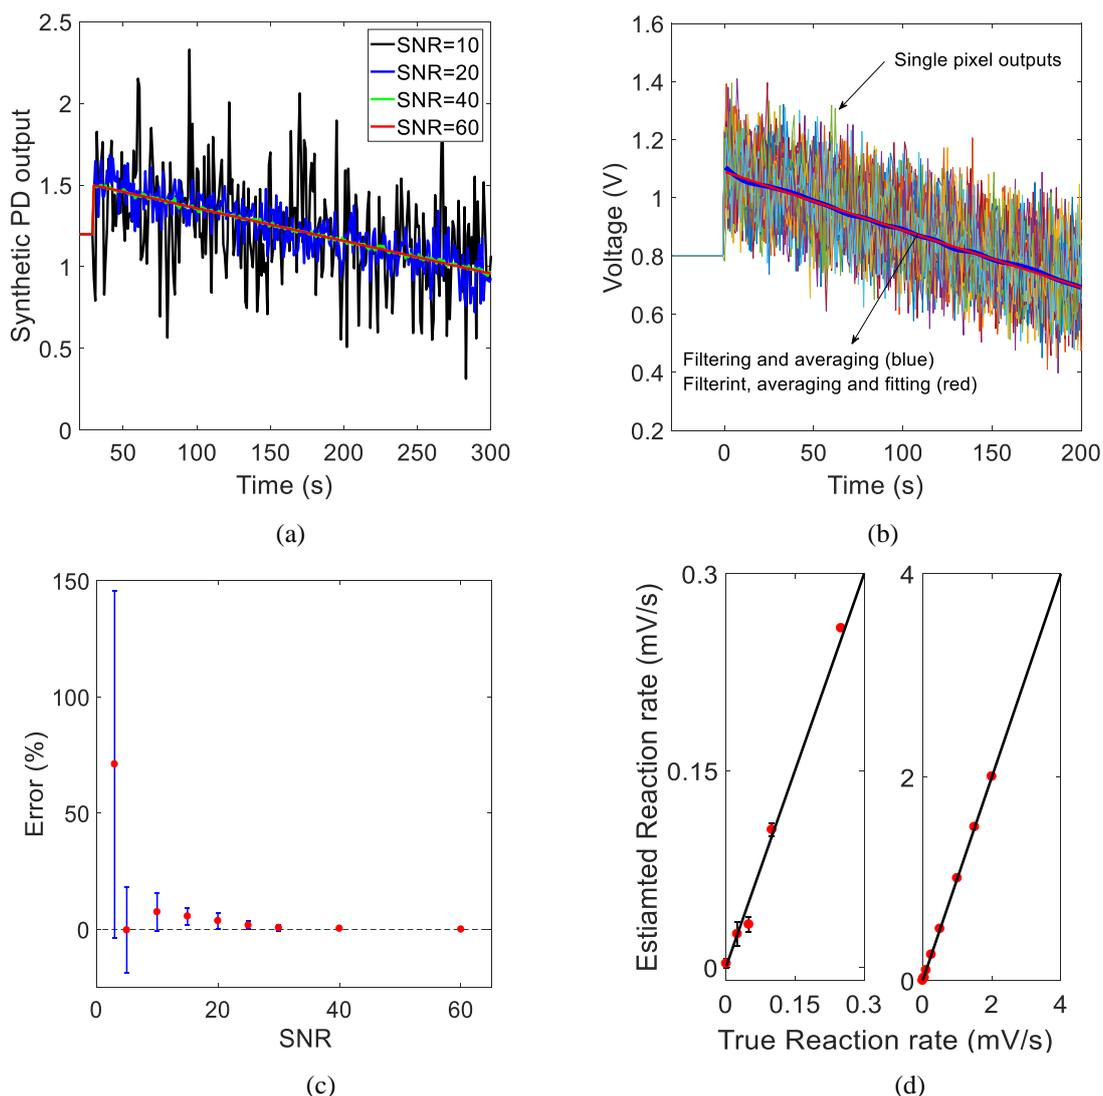 2.5
2
1.5
1
0.5
0
Synthetic PD output
SNR=10
SNR=20
SNR=40
SNR=60
50 100 150 200 250 300
Time (s)
(a)
1.6
1.4
1.2
1
0.8
0.6
0.4
0.2
Voltage (V)
Single pixel outputs
Filtering and averaging (blue)
Filterint, averaging and fitting (red)
0 50 100 150 200
Time (s)
(b)
150
100
50
0
Error (%)
0 20 40 60
SNR
(c)
0.3
0.15
0
Estiamted Reaction rate (mV/s)
0 0.15 0.3
4
2
0
0 2 4
True Reaction rate (mV/s)
(d)